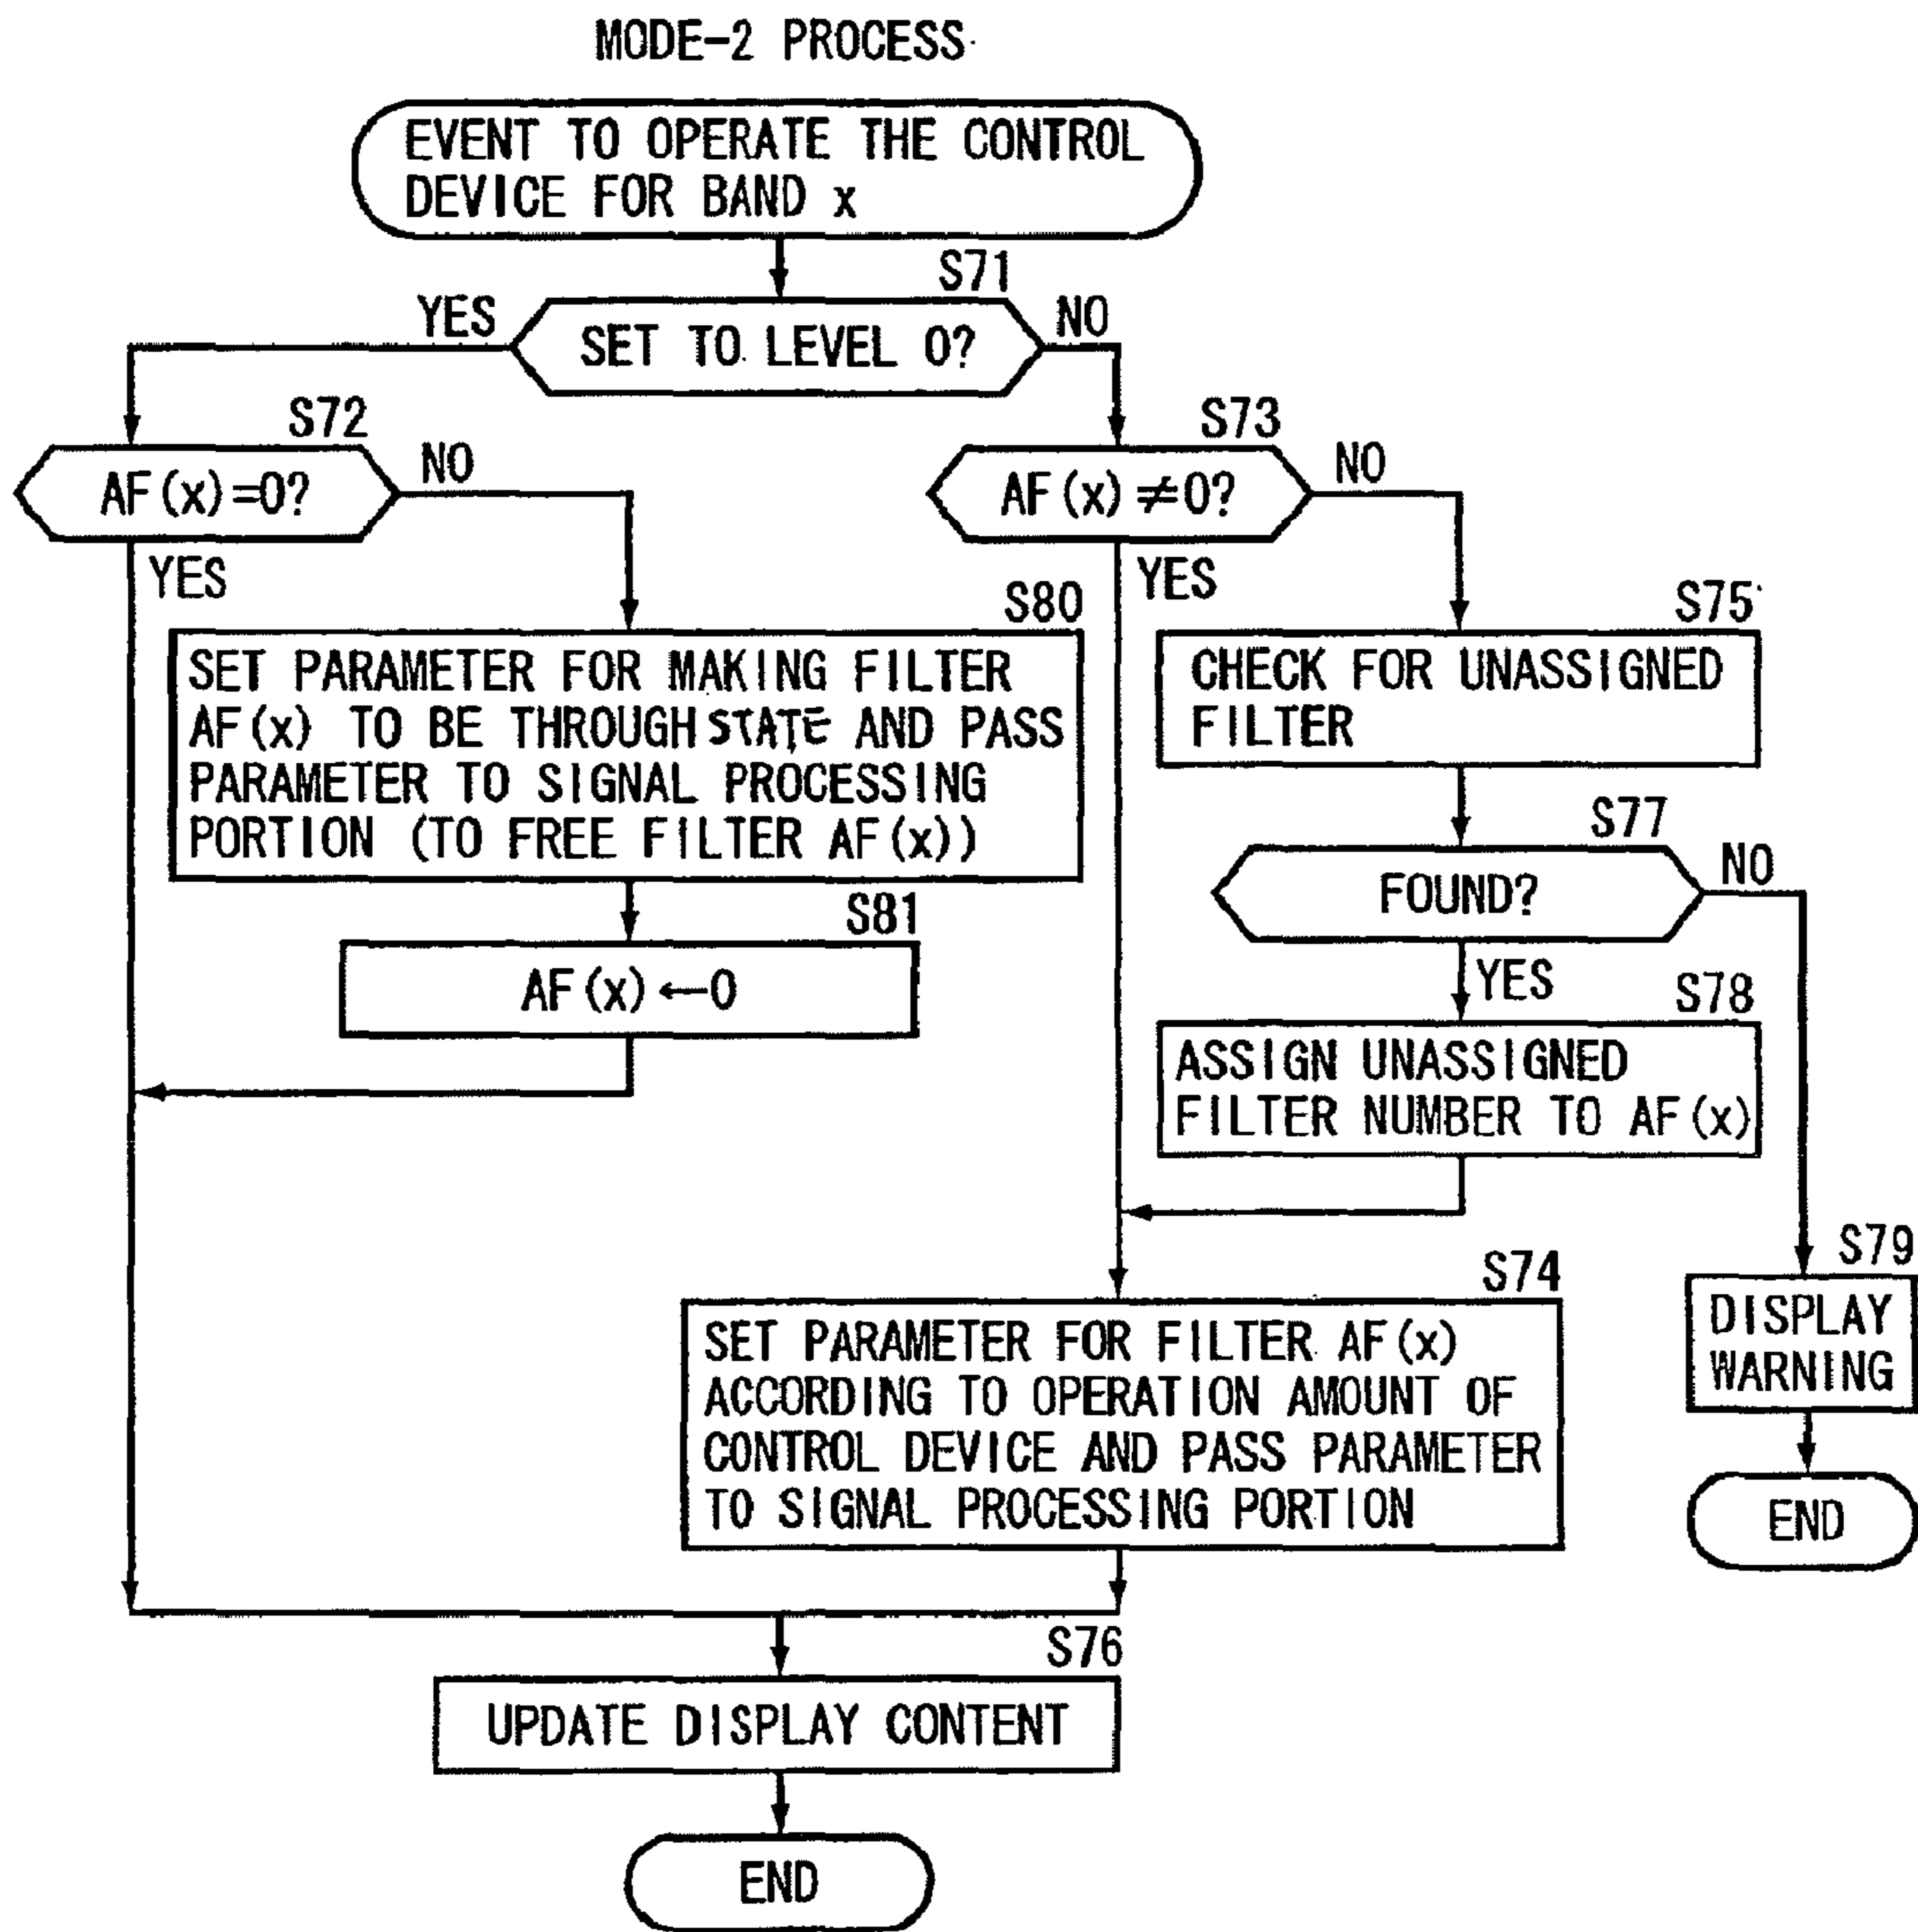 MODE-2 PROCESS
EVENT TO OPERATE THE CONTROL
DEVICE FOR BAND x
S71
YES
SET TO LEVEL 0?
NO
S72
AF(x)=0?
NO
YES
S73
AF(x)≠0?
NO
YES
S80
SET PARAMETER FOR MAKING FILTER
AF(x) TO BE THROUGH STATE AND PASS
PARAMETER TO SIGNAL PROCESSING
PORTION (TO FREE FILTER AF(x))
S75
CHECK FOR UNASSIGNED
FILTER
S77
FOUND?
NO
YES
S81
AF(x)←0
S78
ASSIGN UNASSIGNED
FILTER NUMBER TO AF(x)
S79
DISPLAY
WARNING
END
S74
SET PARAMETER FOR FILTER AF(x)
ACCORDING TO OPERATION AMOUNT OF
CONTROL DEVICE AND PASS PARAMETER
TO SIGNAL PROCESSING PORTION
S76
UPDATE DISPLAY CONTENT
END